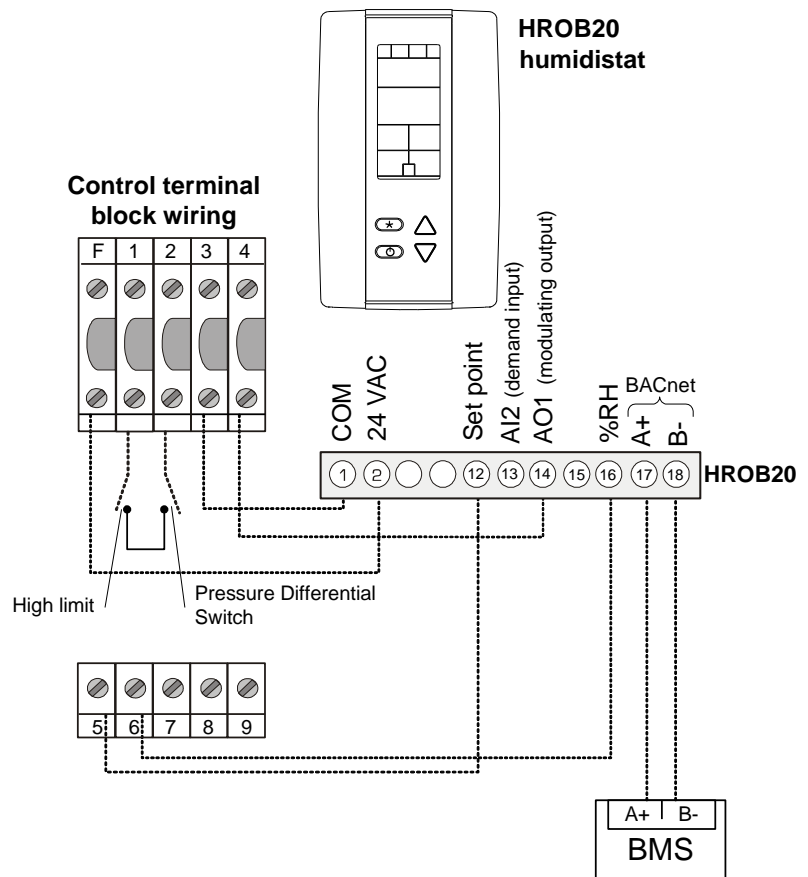 HROB20
humidistat
Control terminal
block wiring
F 1 2 3 4
COM
24 VAC
Set point
AI2 (demand input)
AO1 (modulating output)
%RH
BACnet
A+
B-
1 2 12 13 14 15 16 17 18
HROB20
High limit
Pressure Differential
Switch
5 6 7 8 9
A+ B-
BMS